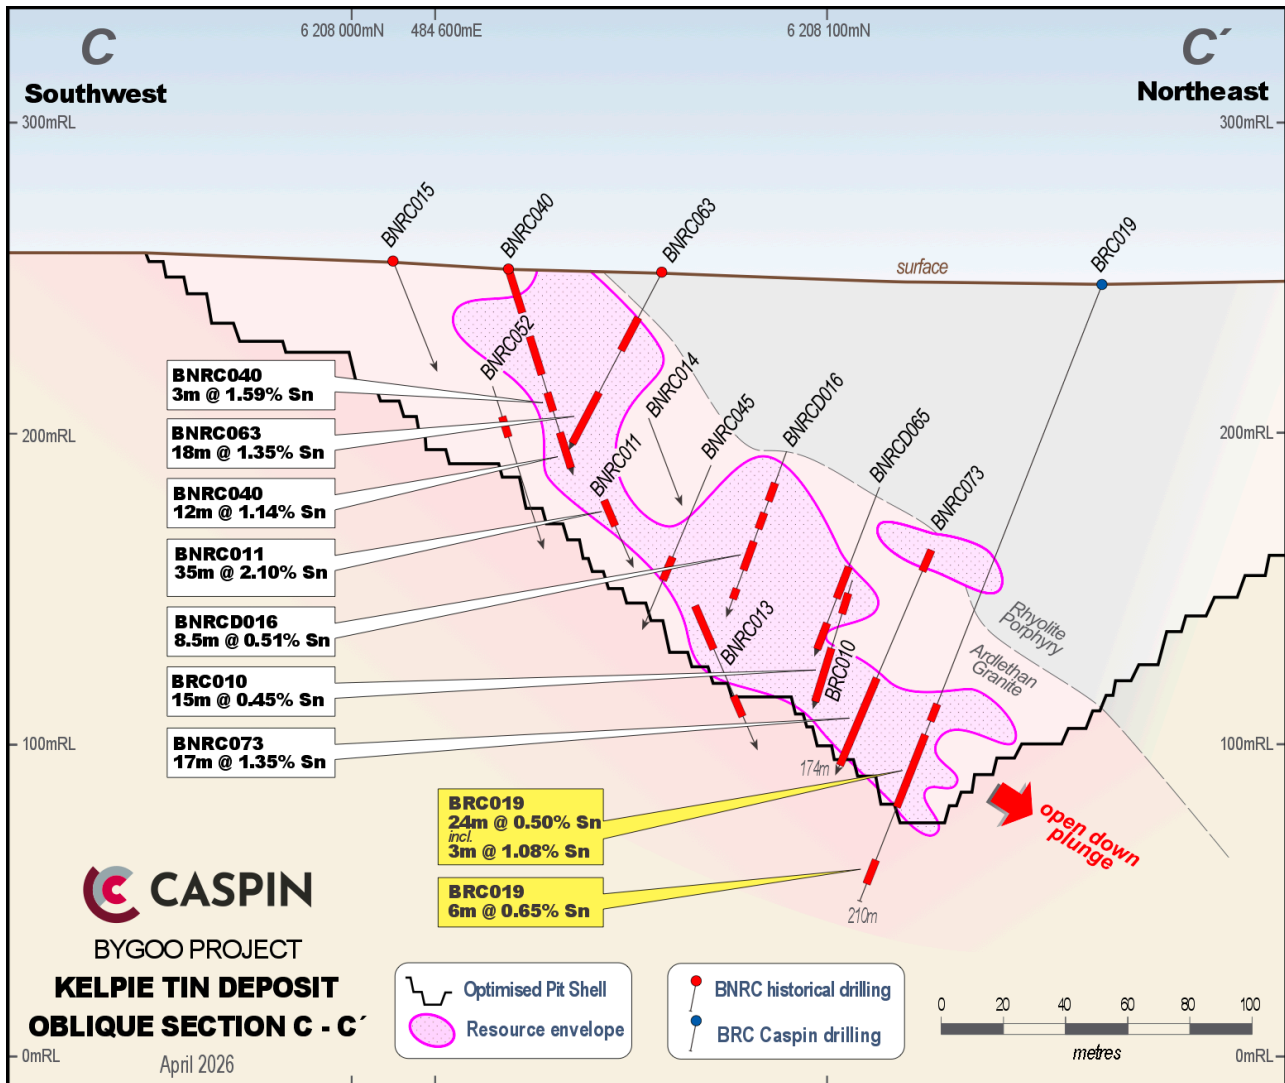 6 208 000mN
484 600mE
6 208 100mN
C
C´
Southwest
Northeast
300mRL
300mRL
BNRC015
BNRC040
BNRC063
BRC019
surface
BNRC052
BNRC014
BNRC045
BNRCD016
BNRCD065
BNRC011
BNRC073
200mRL
200mRL
BNRC040
3m @ 1.59% Sn
BNRC063
18m @ 1.35% Sn
BNRC040
12m @ 1.14% Sn
BNRC011
35m @ 2.10% Sn
BNRCD016
8.5m @ 0.51% Sn
BRC010
15m @ 0.45% Sn
BNRC073
17m @ 1.35% Sn
BNRC013
BRC010
Rhyolite
Porphyry
Ardlethan
Granite
100mRL
100mRL
174m
BRC019
24m @ 0.50% Sn
incl.
3m @ 1.08% Sn
BRC019
6m @ 0.65% Sn
210m
open down
plunge
CASPIN
BYGOO PROJECT
KELPIE TIN DEPOSIT
OBLIQUE SECTION C - C´
April 2026
Optimised Pit Shell
Resource envelope
BNRC historical drilling
BRC Caspin drilling
0 20 40 60 80 100
metres
0mRL
0mRL